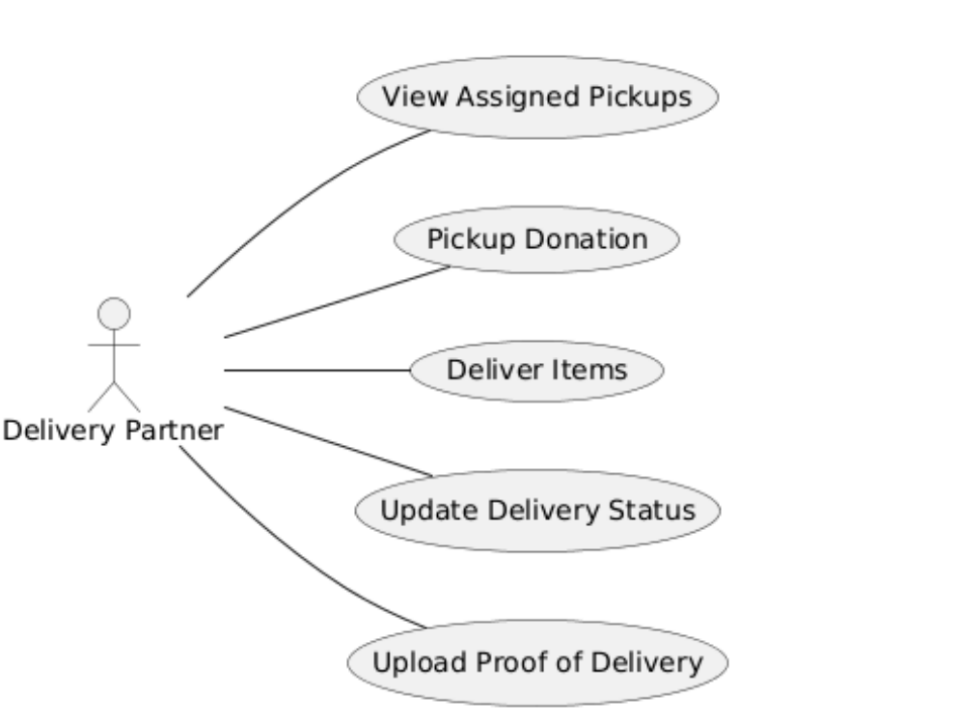 View Assigned Pickups
Pickup Donation
Deliver Items
Delivery Partner
Update Delivery Status
Upload Proof of Delivery